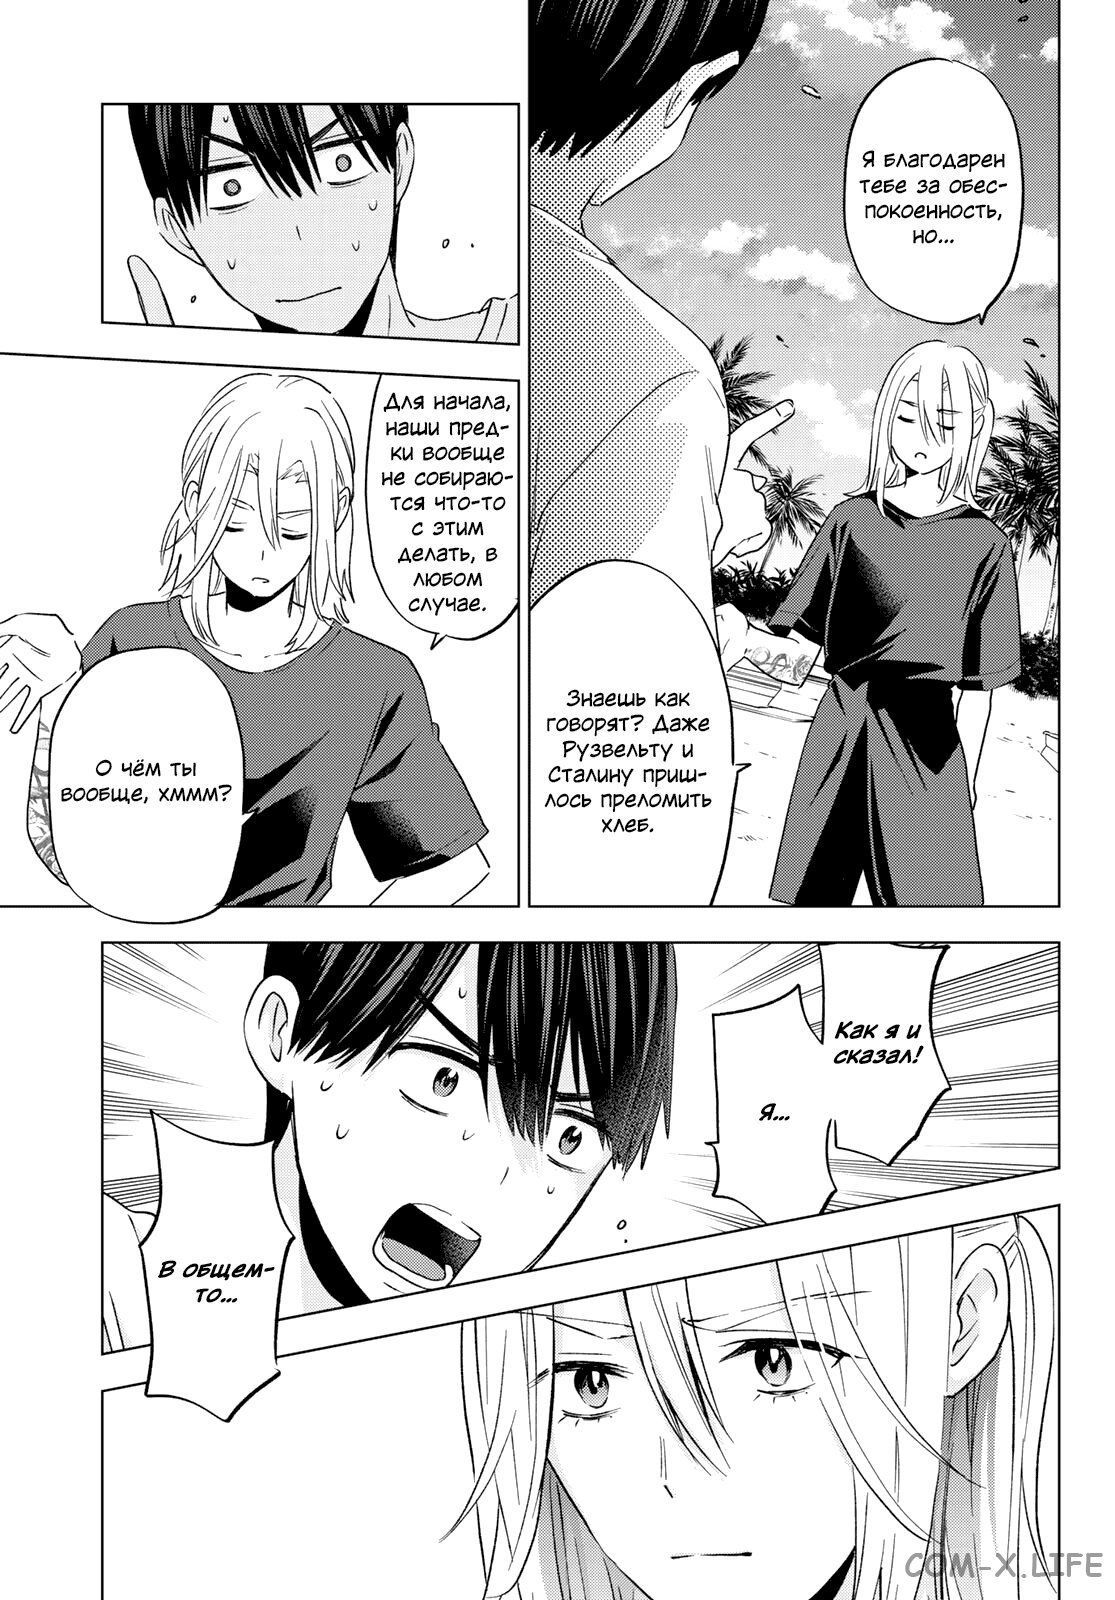 Я БЛАГОДАРЕН
ТЕБЕ ЗА ОБЕС-
ПОКОЕННОСТЬ,
НО...
ЗНАЕШЬ КАК
ГОВОРЯТ? ДАЖЕ
РУЗВЕЛЬТУ И
СТАЛИНУ ПРИШ-
ЛОСЬ ПРЕЛОМИТЬ
ХЛЕБ.
ДЛЯ НАЧАЛА,
НАШИ ПРЕД-
КИ ВООБЩЕ
НЕ СОБИРАЮ-
ТСЯ ЧТО-ТО
С ЭТИМ
ДЕЛАТЬ, В
ЛЮБОМ
СЛУЧАЕ.
О ЧЁМ ТЫ
ВООБЩЕ, ХМММ?
КАК Я И
СКАЗАЛ!
Я...
В ОБЩЕМ-
ТО...
COM-X.LIFE